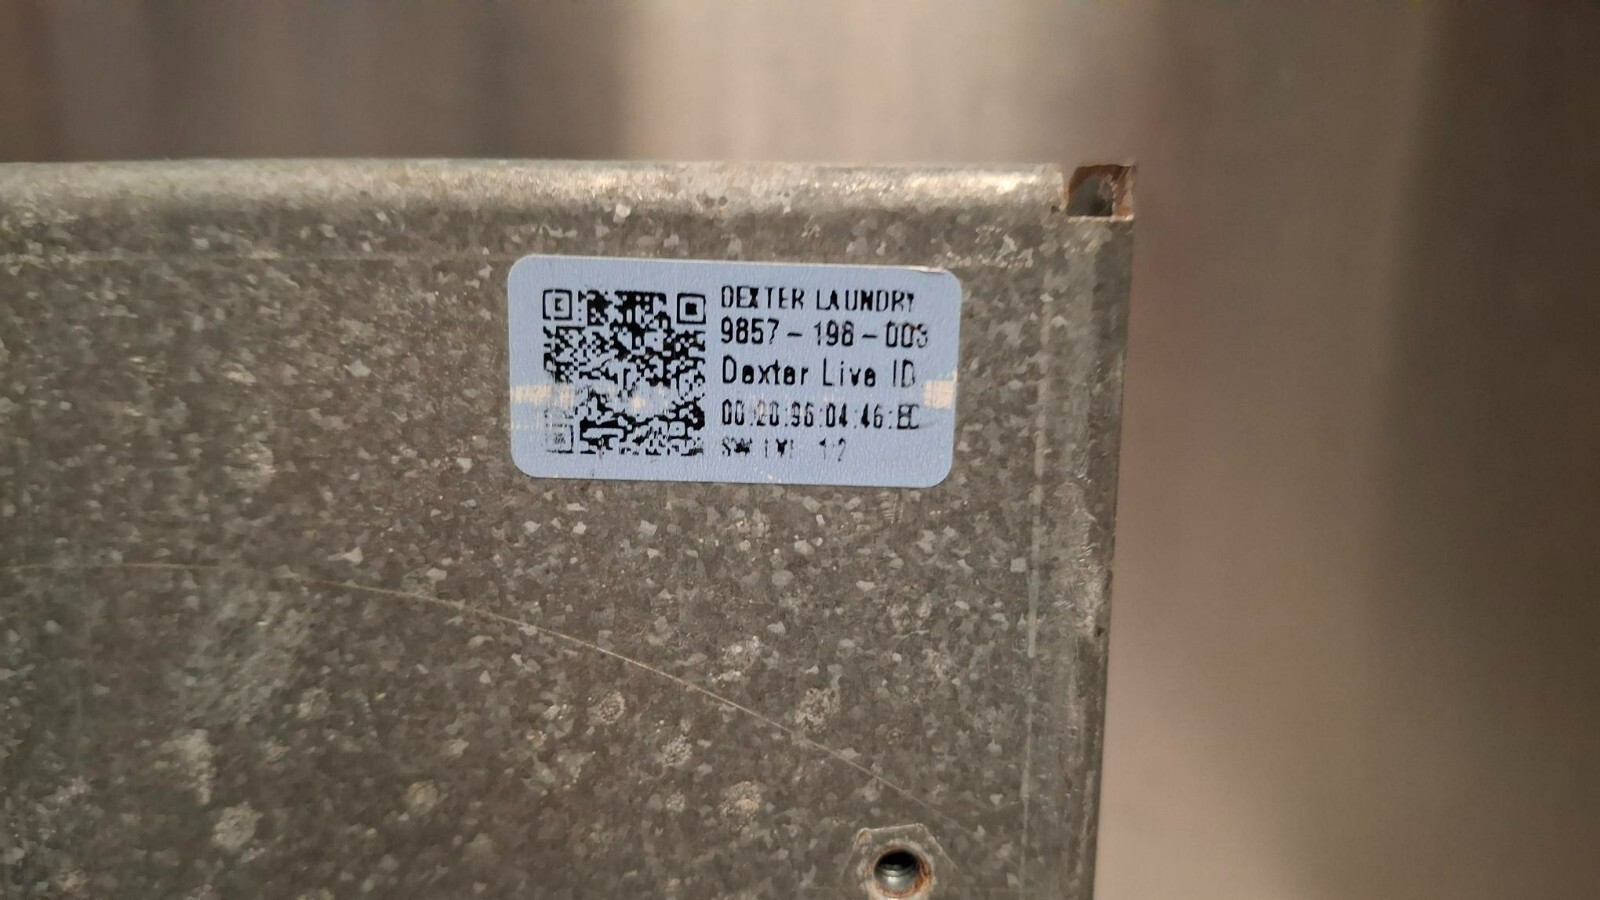 DEXTER LAUNDRY
9857-198-003
Dexter Live ID
00:20:96:04:46:EC